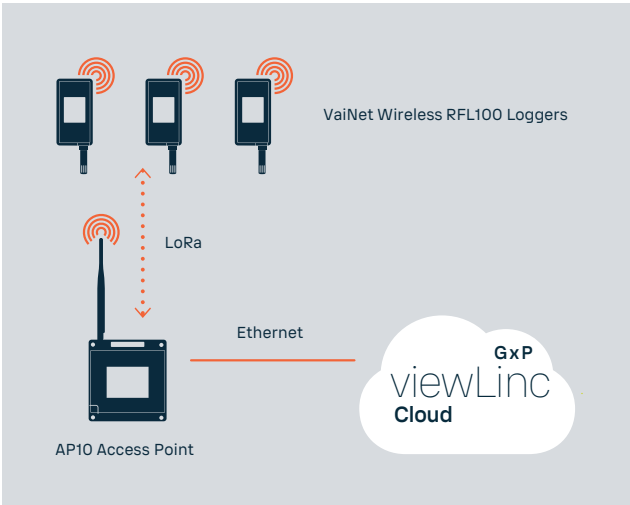 VaiNet Wireless RFL100 Loggers
LoRa
Ethernet
GxP
viewLinc
Cloud
AP10 Access Point